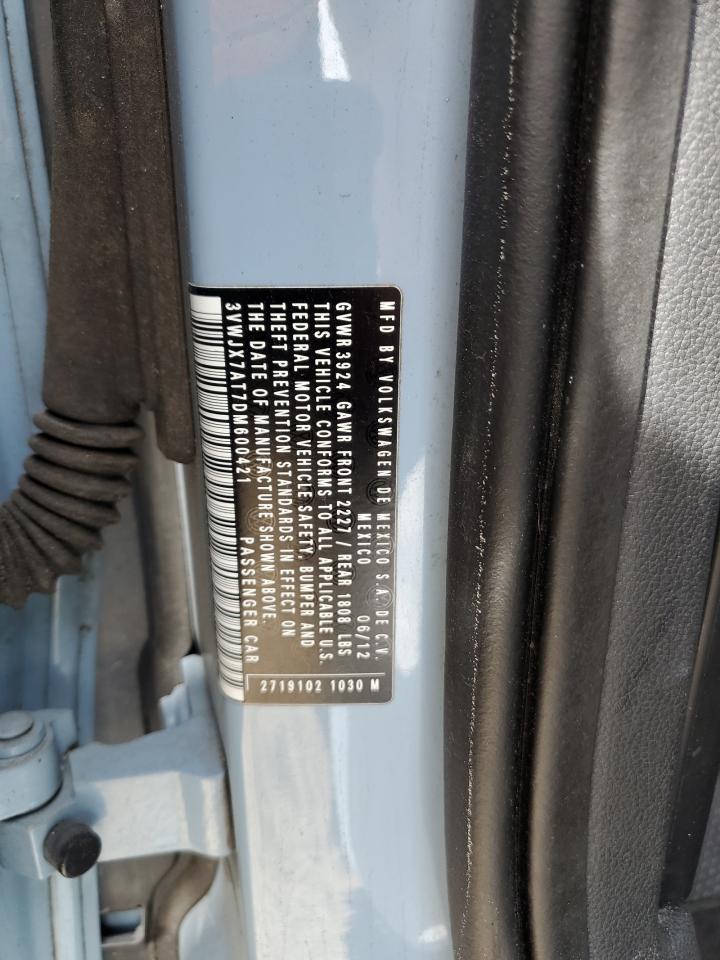 MFD BY VOLKSWAGEN DE MEXICO S.A. DE C.V.
MEXICO 06/12
GVWR 3924 GAWR FRONT 2227 / REAR 1808 LBS
THIS VEHICLE CONFORMS TO ALL APPLICABLE U.S.
FEDERAL MOTOR VEHICLE SAFETY, BUMPER AND
THEFT PREVENTION STANDARDS IN EFFECT ON
THE DATE OF MANUFACTURE SHOWN ABOVE.
3VWJX7AT7DM600421 PASSENGER CAR
2719102 1030 M